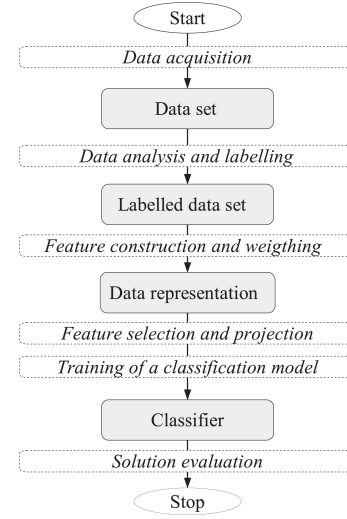 Start
Data acquisition
Data set
Data analysis and labelling
Labelled data set
Feature construction and weigthing
Data representation
Feature selection and projection
Training of a classification model
Classifier
Solution evaluation
Stop